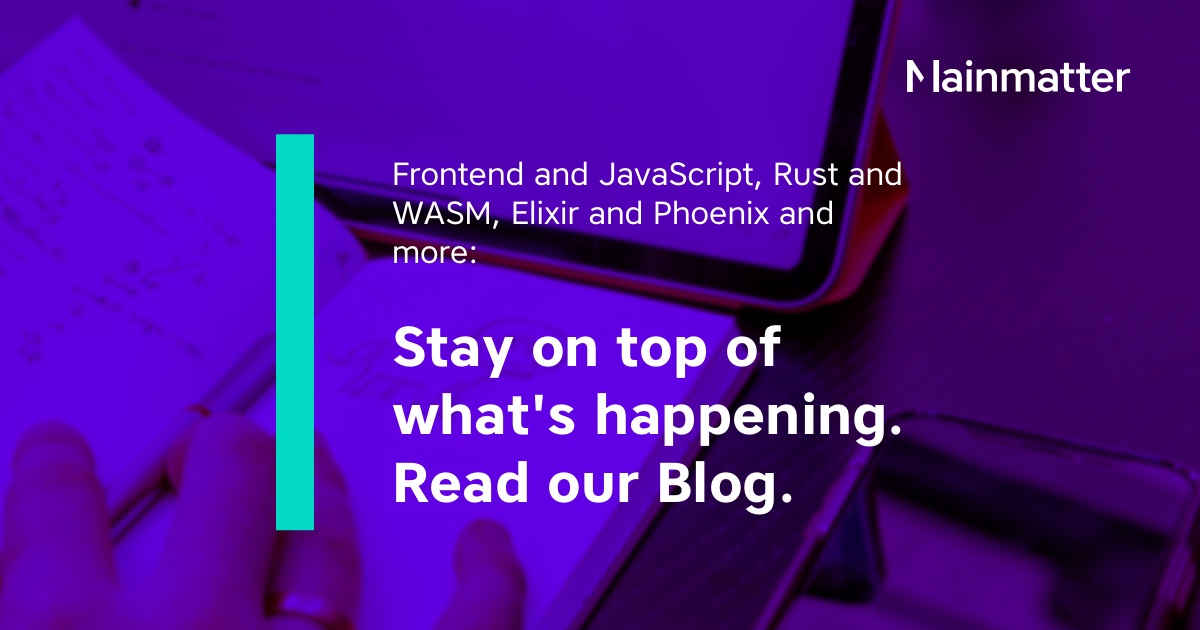 Mainmatter
Frontend and JavaScript, Rust and
WASM, Elixir and Phoenix and
more:
Stay on top of
what's happening.
Read our Blog.